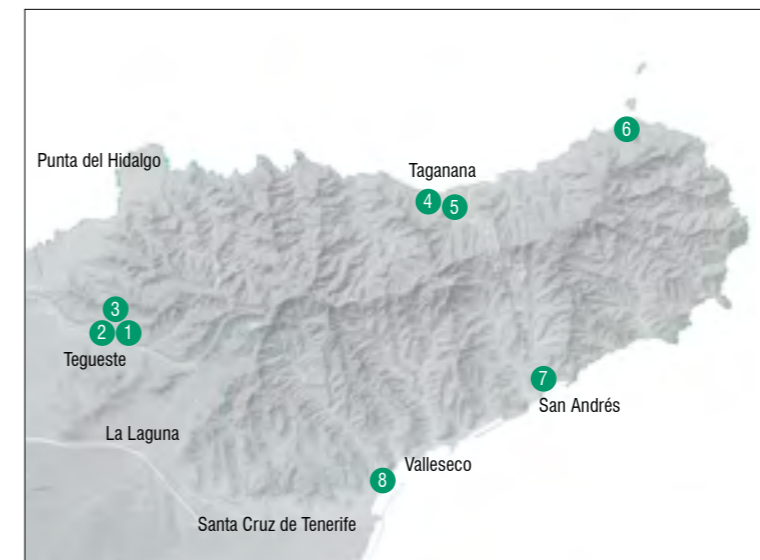 6
Punta del Hidalgo
Taganana
4
5
3
2
1
Tegueste
7
San Andrés
La Laguna
Valleseco
8
Santa Cruz de Tenerife